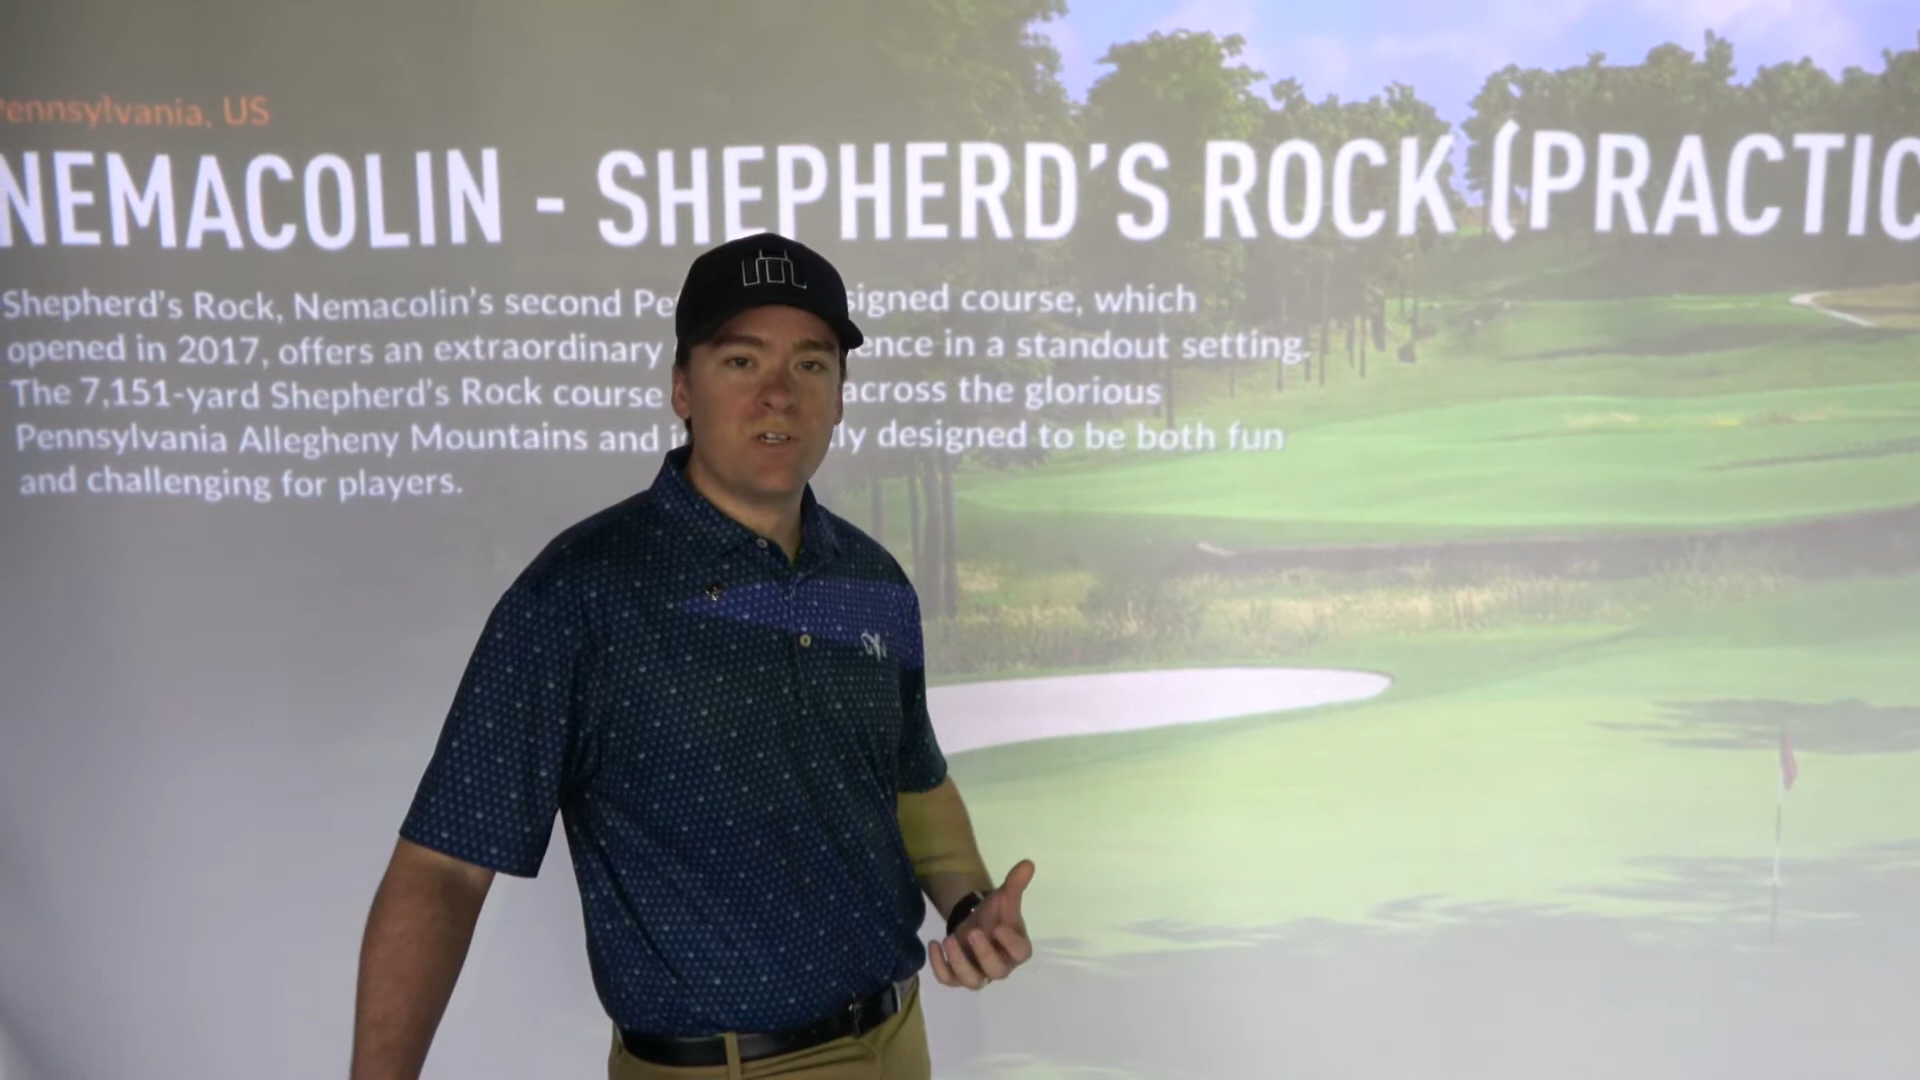 Pennsylvania, US
NEMACOLIN - SHEPHERD'S ROCK (PRACTIC
Shepherd's Rock, Nemacolin's second Pe signed course, which
opened in 2017, offers an extraordinary ence in a standout setting.
The 7,151-yard Shepherd's Rock course across the glorious
Pennsylvania Allegheny Mountains and i ly designed to be both fun
and challenging for players.